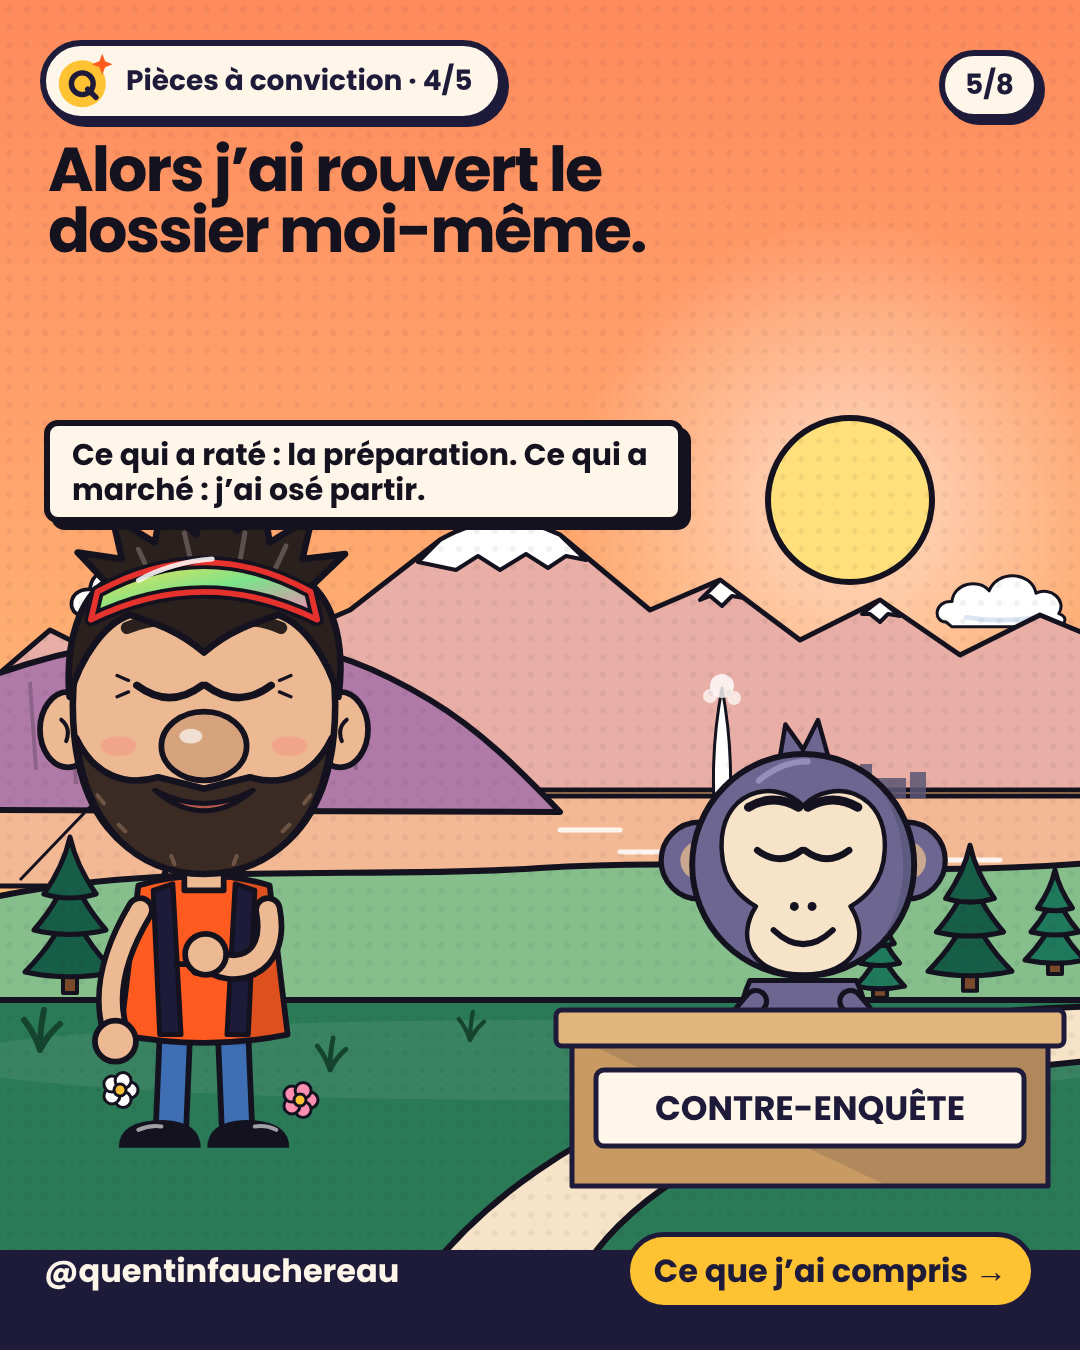 Q
Pièces à conviction · 4/5
5/8
Alors j’ai rouvert le
dossier moi-même.
Ce qui a raté : la préparation. Ce qui a
marché : j’ai osé partir.
CONTRE-ENQUÊTE
@quentinfauchereau
Ce que j’ai compris →